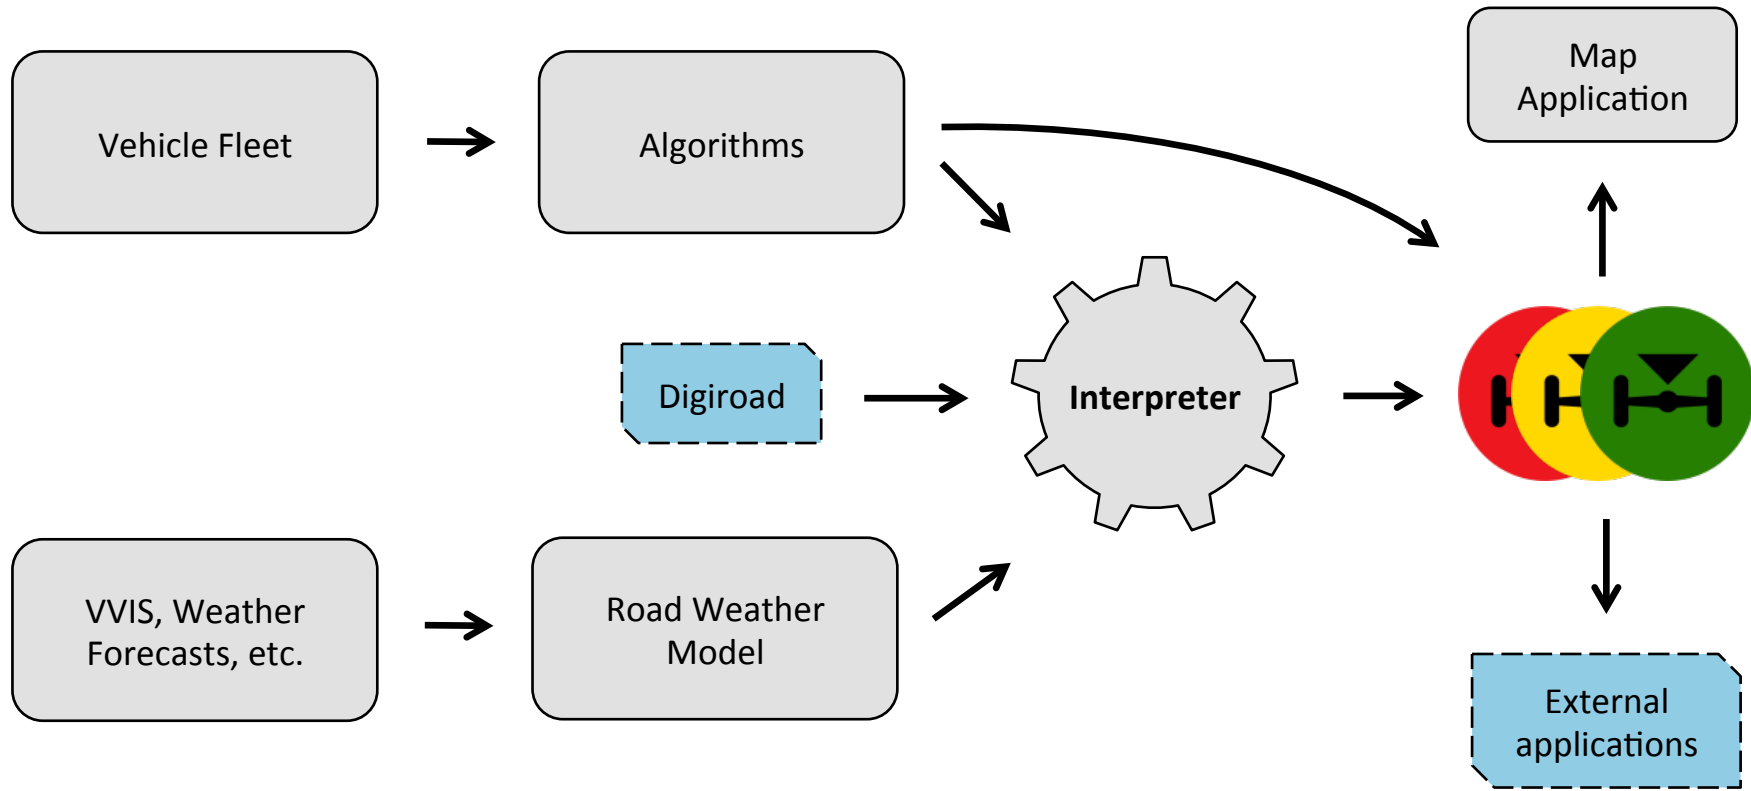 Vehicle Fleet
Algorithms
Map
Application
Digiroad
Interpreter
VVIS, Weather
Forecasts, etc.
Road Weather
Model
External
applications